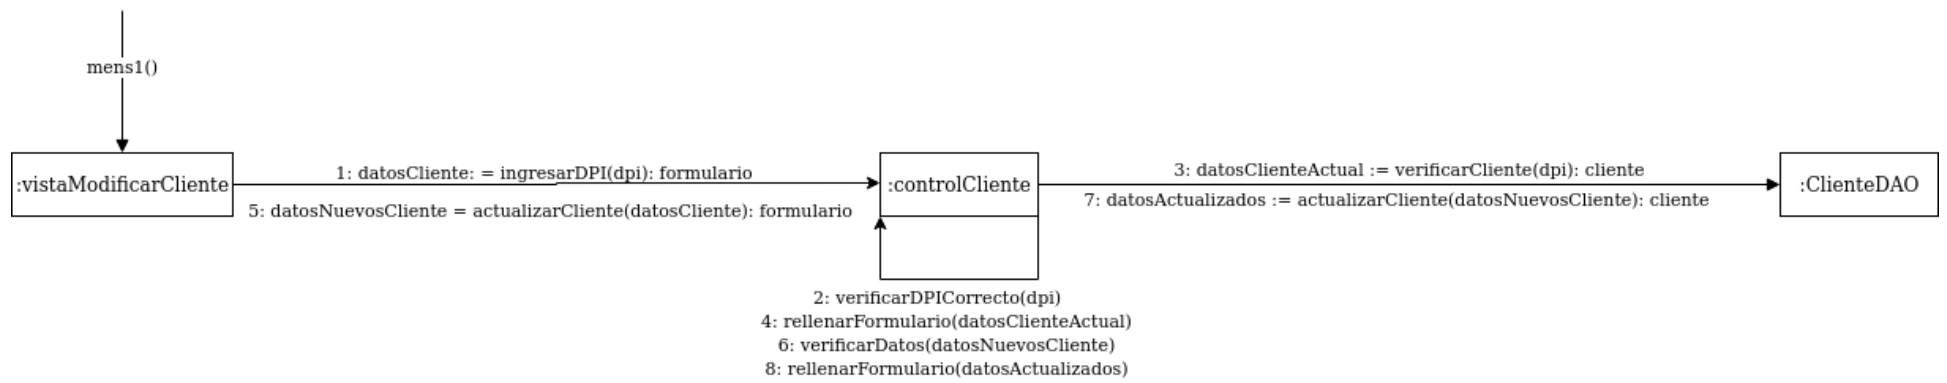 mens1()
:vistaModificarCliente
1: datosCliente: = ingresarDPI(dpi): formulario
5: datosNuevosCliente = actualizarCliente(datosCliente): formulario
:controlCliente
3: datosClienteActual := verificarCliente(dpi): cliente
7: datosActualizados := actualizarCliente(datosNuevosCliente): cliente
:ClienteDAO
2: verificarDPICorrecto(dpi)
4: rellenarFormulario(datosClienteActual)
6: verificarDatos(datosNuevosCliente)
8: rellenarFormulario(datosActualizados)